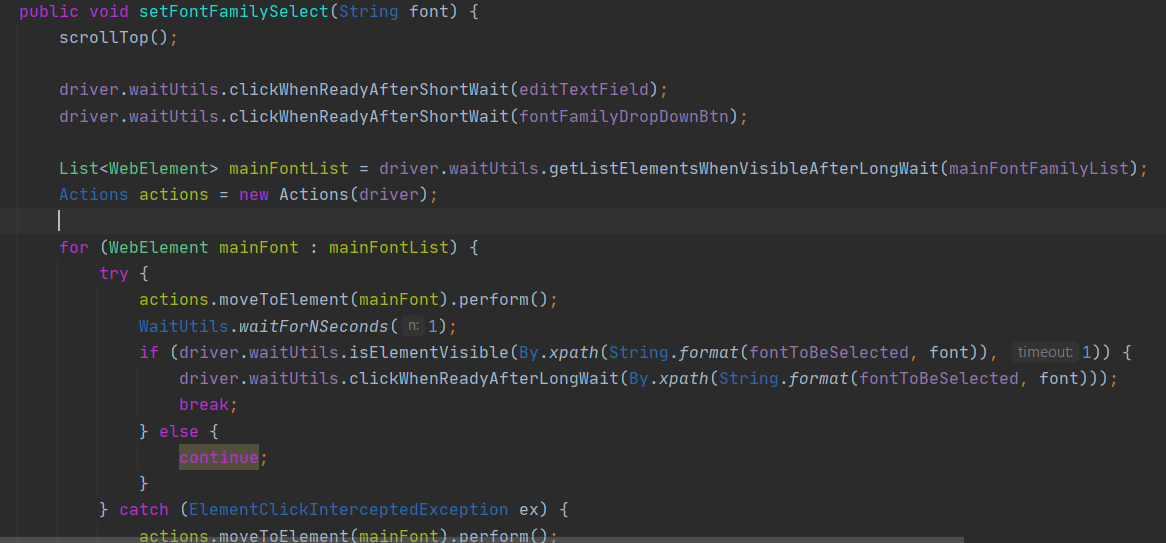 public void setFontFamilySelect(String font) {
scrollTop();
driver.waitUtils.clickWhenReadyAfterShortWait(editTextField);
driver.waitUtils.clickWhenReadyAfterShortWait(fontFamilyDropDownBtn);
List<WebElement> mainFontList = driver.waitUtils.getListElementsWhenVisibleAfterLongWait(mainFontFamilyList);
Actions actions = new Actions(driver);
for (WebElement mainFont : mainFontList) {
try {
actions.moveToElement(mainFont).perform();
WaitUtils.waitForNSeconds( n: 1);
if (driver.waitUtils.isElementVisible(By.xpath(String.format(fontToBeSelected, font)), timeout: 1)) {
driver.waitUtils.clickWhenReadyAfterLongWait(By.xpath(String.format(fontToBeSelected, font)));
break;
} else {
continue;
}
} catch (ElementClickInterceptedException ex) {
actions.moveToElement(mainFont).perform();